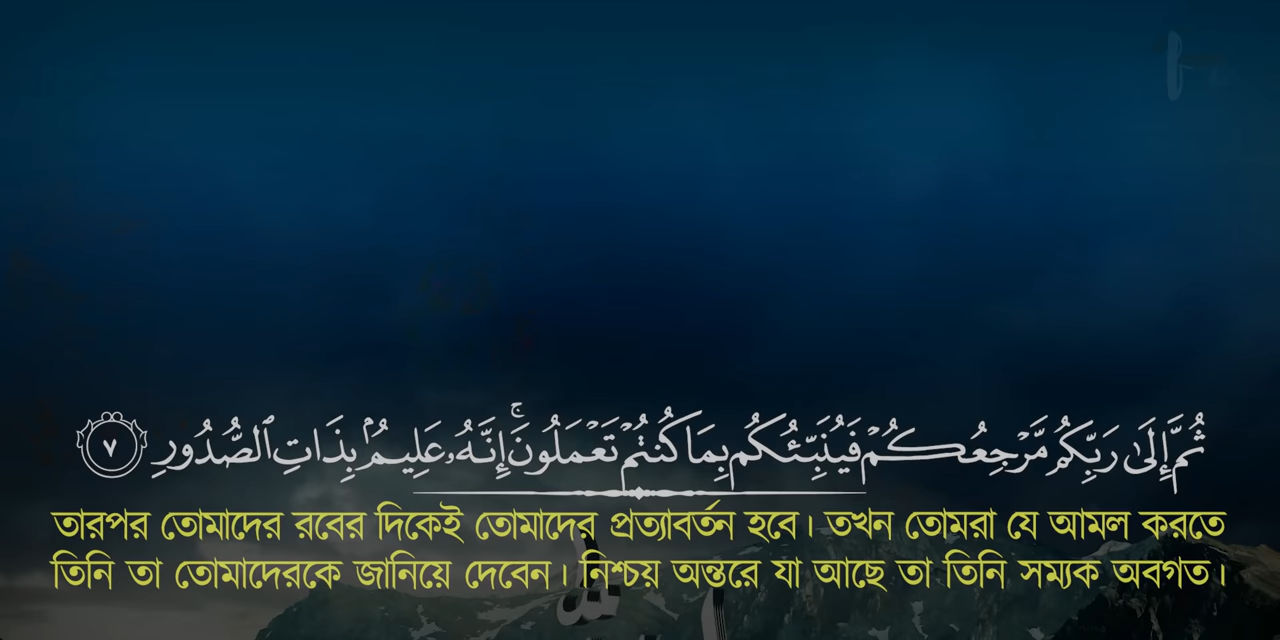 ثُمَّ إِلَىٰ رَبِّكُم مَّرْجِعُكُمْ فَيُنَبِّئُكُم بِمَا كُنتُمْ تَعْمَلُونَ ۚ إِنَّهُۥ عَلِيمٌۢ بِذَاتِ ٱلصُّدُورِ ٧
তারপর তোমাদের রবের দিকেই তোমাদের প্রত্যাবর্তন হবে। তখন তোমরা যে আমল করতে
তিনি তা তোমাদেরকে জানিয়ে দেবেন। নিশ্চয় অন্তরে যা আছে তা তিনি সম্যক অবগত।